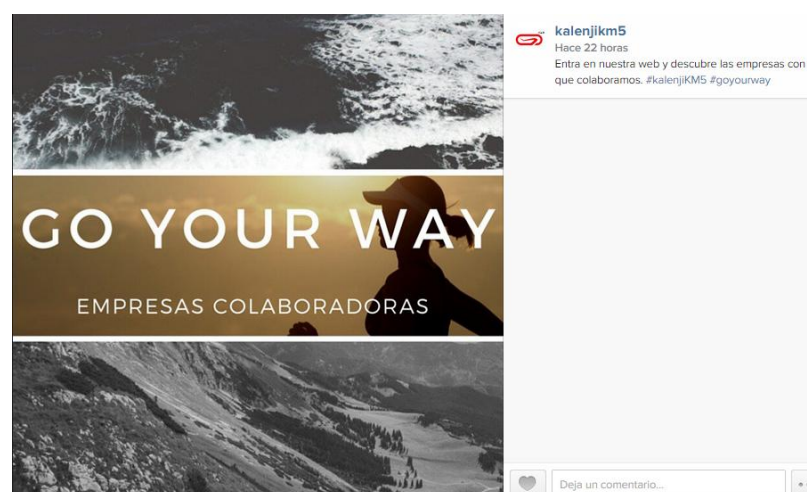 GO YOUR WAY
EMPRESAS COLABORADORAS
kalenjikm5
Hace 22 horas
Entra en nuestra web y descubre las empresas con
que colaboramos. #kalenjiKM5 #goyourway
Deja un comentario...